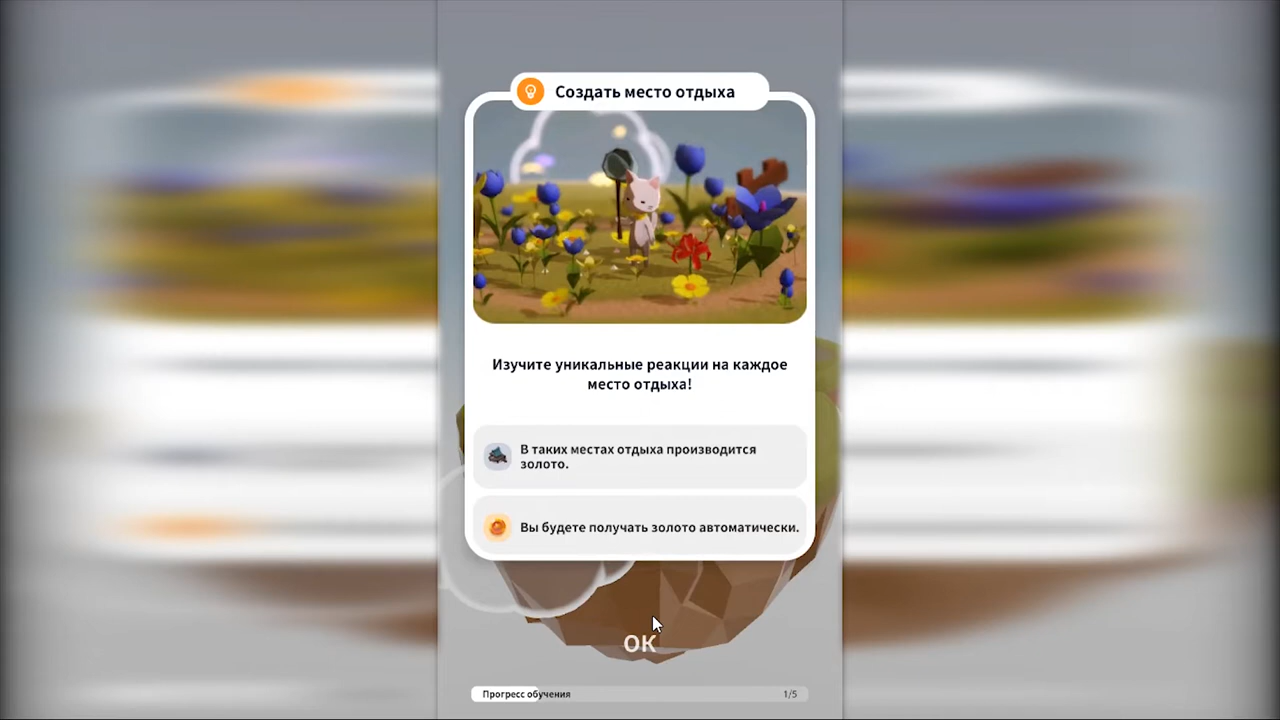 Создать место отдыха
Изучите уникальные реакции на каждое
место отдыха!
В таких местах отдыха производится
золото.
Вы будете получать золото автоматически.
OK
Прогресс обучения
1/5